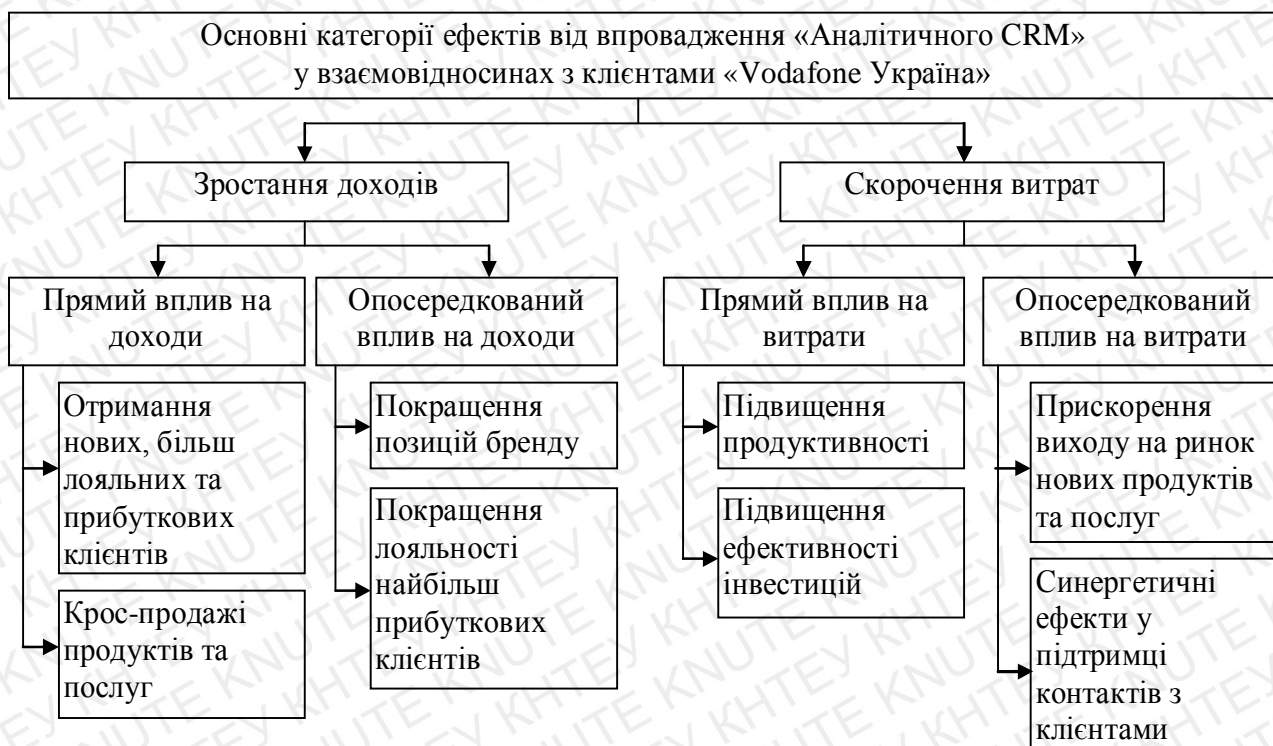 Основні категорії ефектів від впровадження «Аналітичного CRM»
у взаємовідносинах з клієнтами «Vodafone Україна»
Зростання доходів
Скорочення витрат
Прямий вплив на
доходи
Опосередкований
вплив на доходи
Прямий вплив на
витрати
Опосередкований
вплив на витрати
Отримання
нових, більш
лояльних та
прибуткових
клієнтів
Крос-продажі
продуктів та
послуг
Покращення
позицій бренду
Покращення
лояльності
найбільш
прибуткових
клієнтів
Підвищення
продуктивності
Підвищення
ефективності
інвестицій
Прискорення
виходу на ринок
нових продуктів
та послуг
Синергетичні
ефекти у
підтримці
контактів з
клієнтами